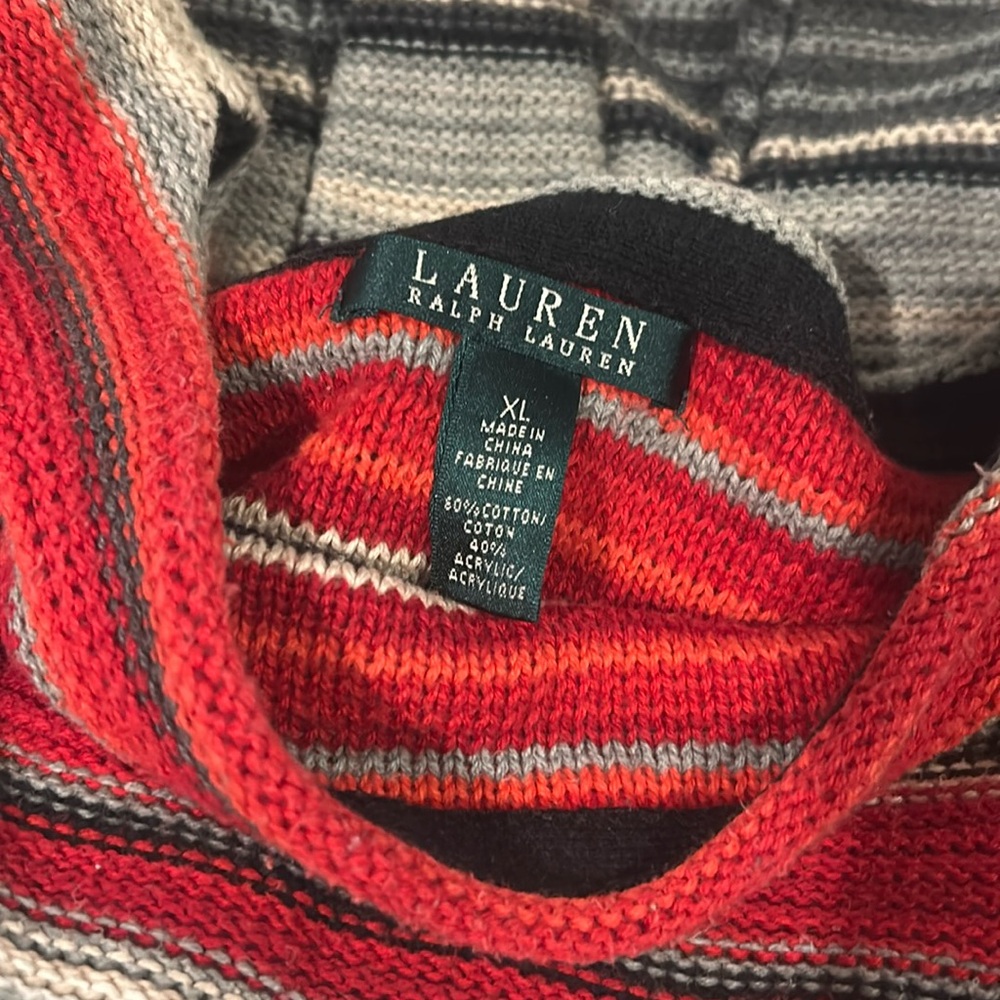 LAUREN
RALPH LAUREN
XL
MADE IN
CHINA
FABRIQUE EN
CHINE
60% COTTON/
COTON
40%
ACRYLIC/
ACRYLIQUE